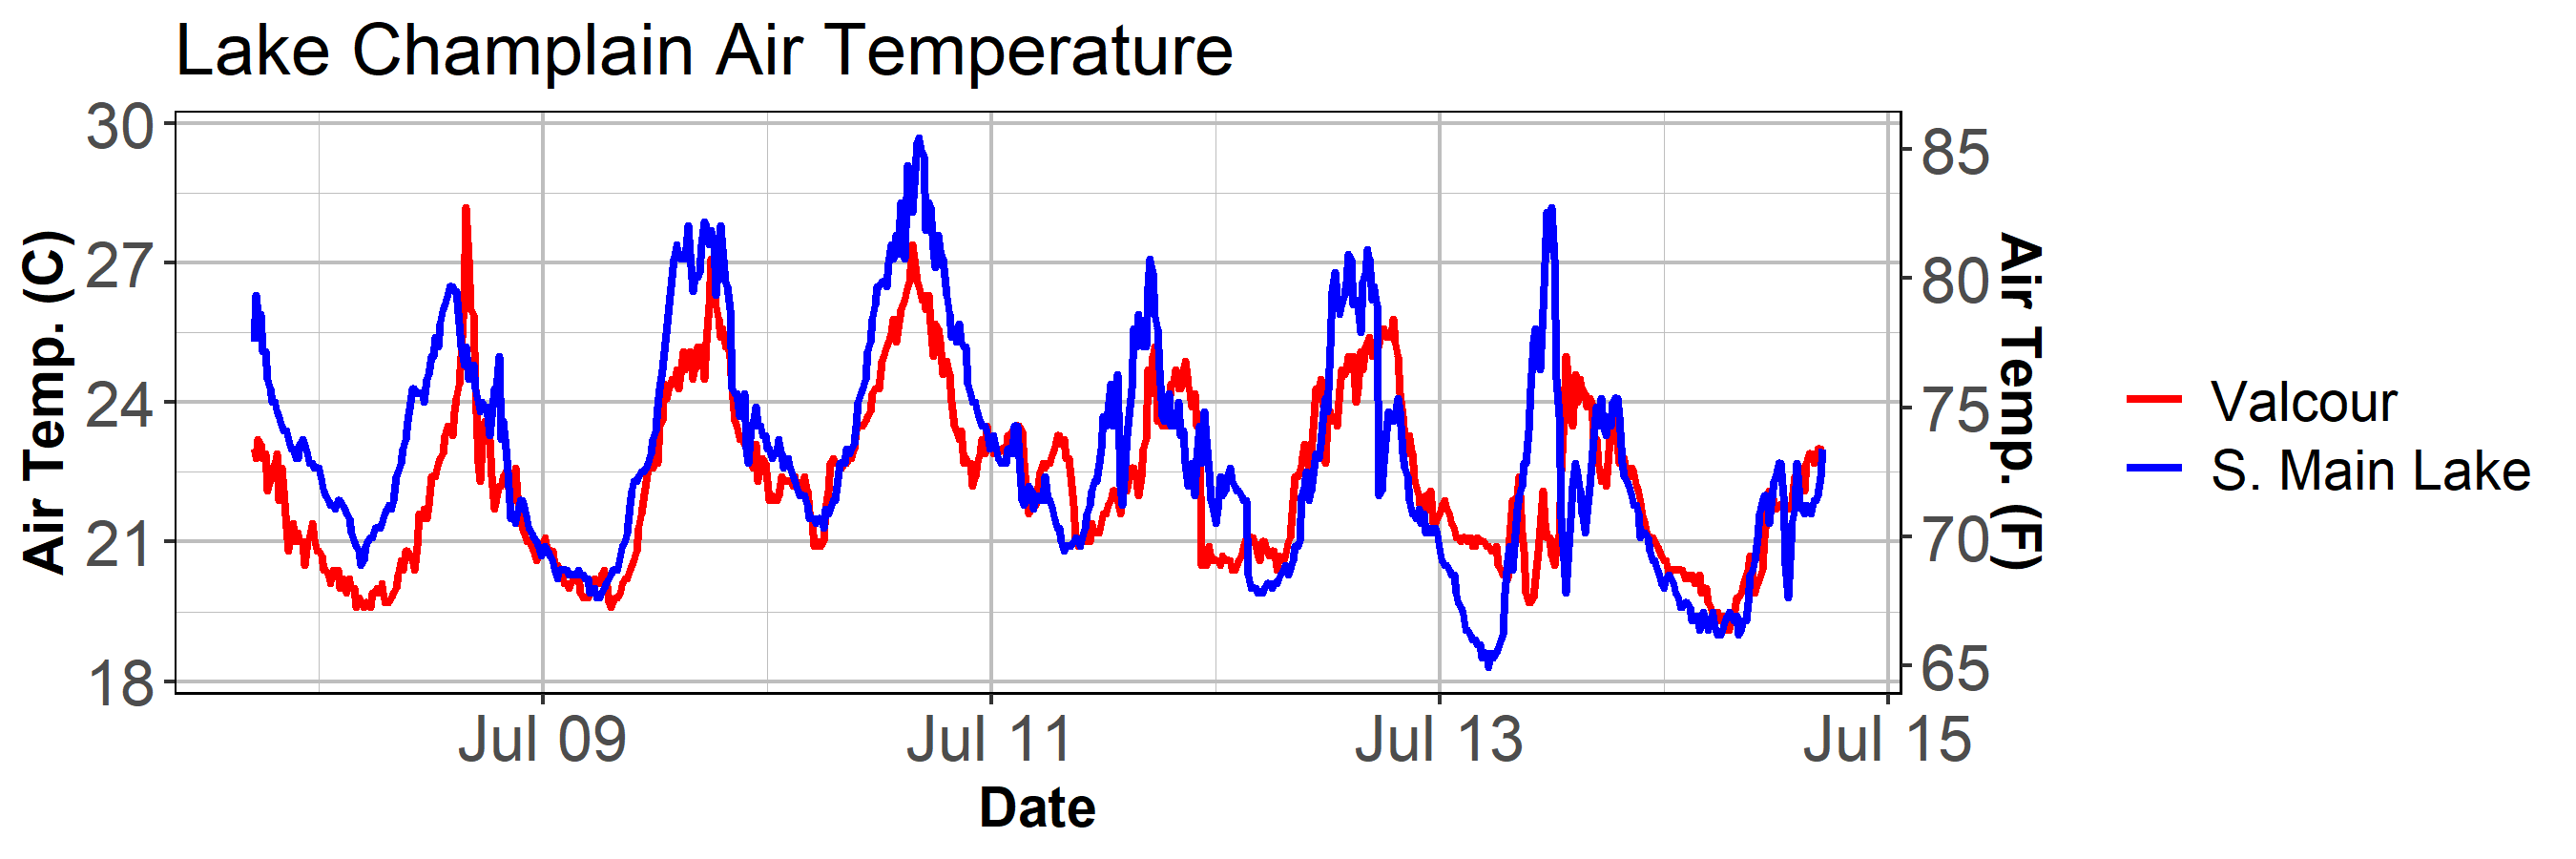 Lake Champlain Air Temperature
Air Temp. (C)
30
27
24
21
18
85
80
75
70
65
Air Temp. (F)
Jul 09
Jul 11
Jul 13
Jul 15
Date
Valcour
S. Main Lake